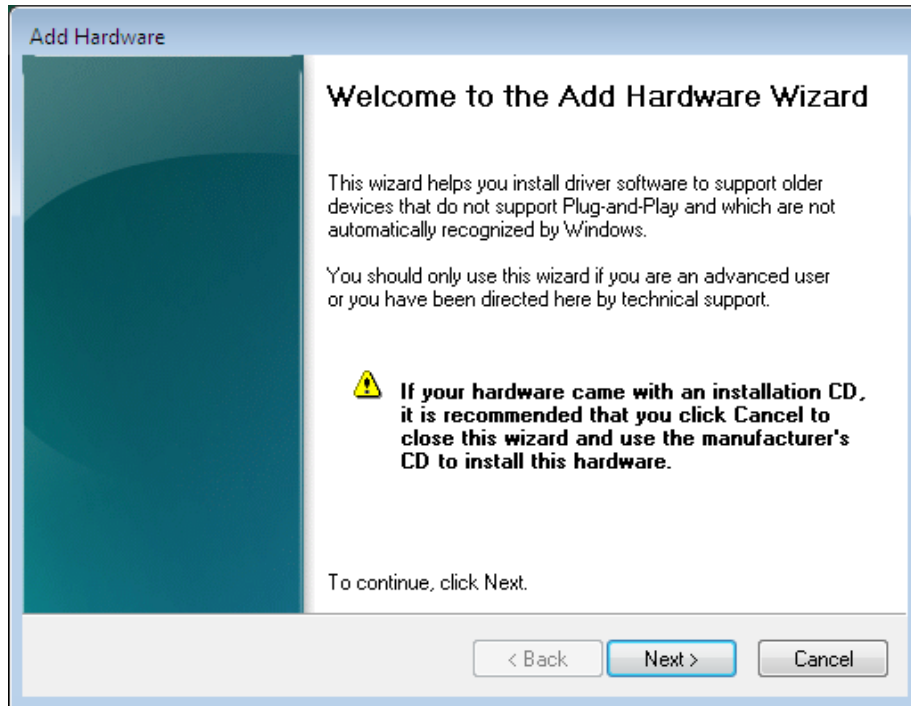 Add Hardware
Welcome to the Add Hardware Wizard
This wizard helps you install driver software to support older
devices that do not support Plug-and-Play and which are not
automatically recognized by Windows.
You should only use this wizard if you are an advanced user
or you have been directed here by technical support.
If your hardware came with an installation CD,
it is recommended that you click Cancel to
close this wizard and use the manufacturer's
CD to install this hardware.
To continue, click Next.
< Back Next > Cancel